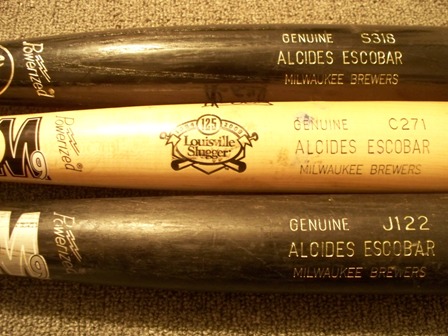 Powerized
GENUINE S318
ALCIDES ESCOBAR
MILWAUKEE BREWERS
Powerized
125
Louisville
Slugger
GENUINE C271
ALCIDES ESCOBAR
MILWAUKEE BREWERS
Powerized
GENUINE J122
ALCIDES ESCOBAR
MILWAUKEE BREWERS